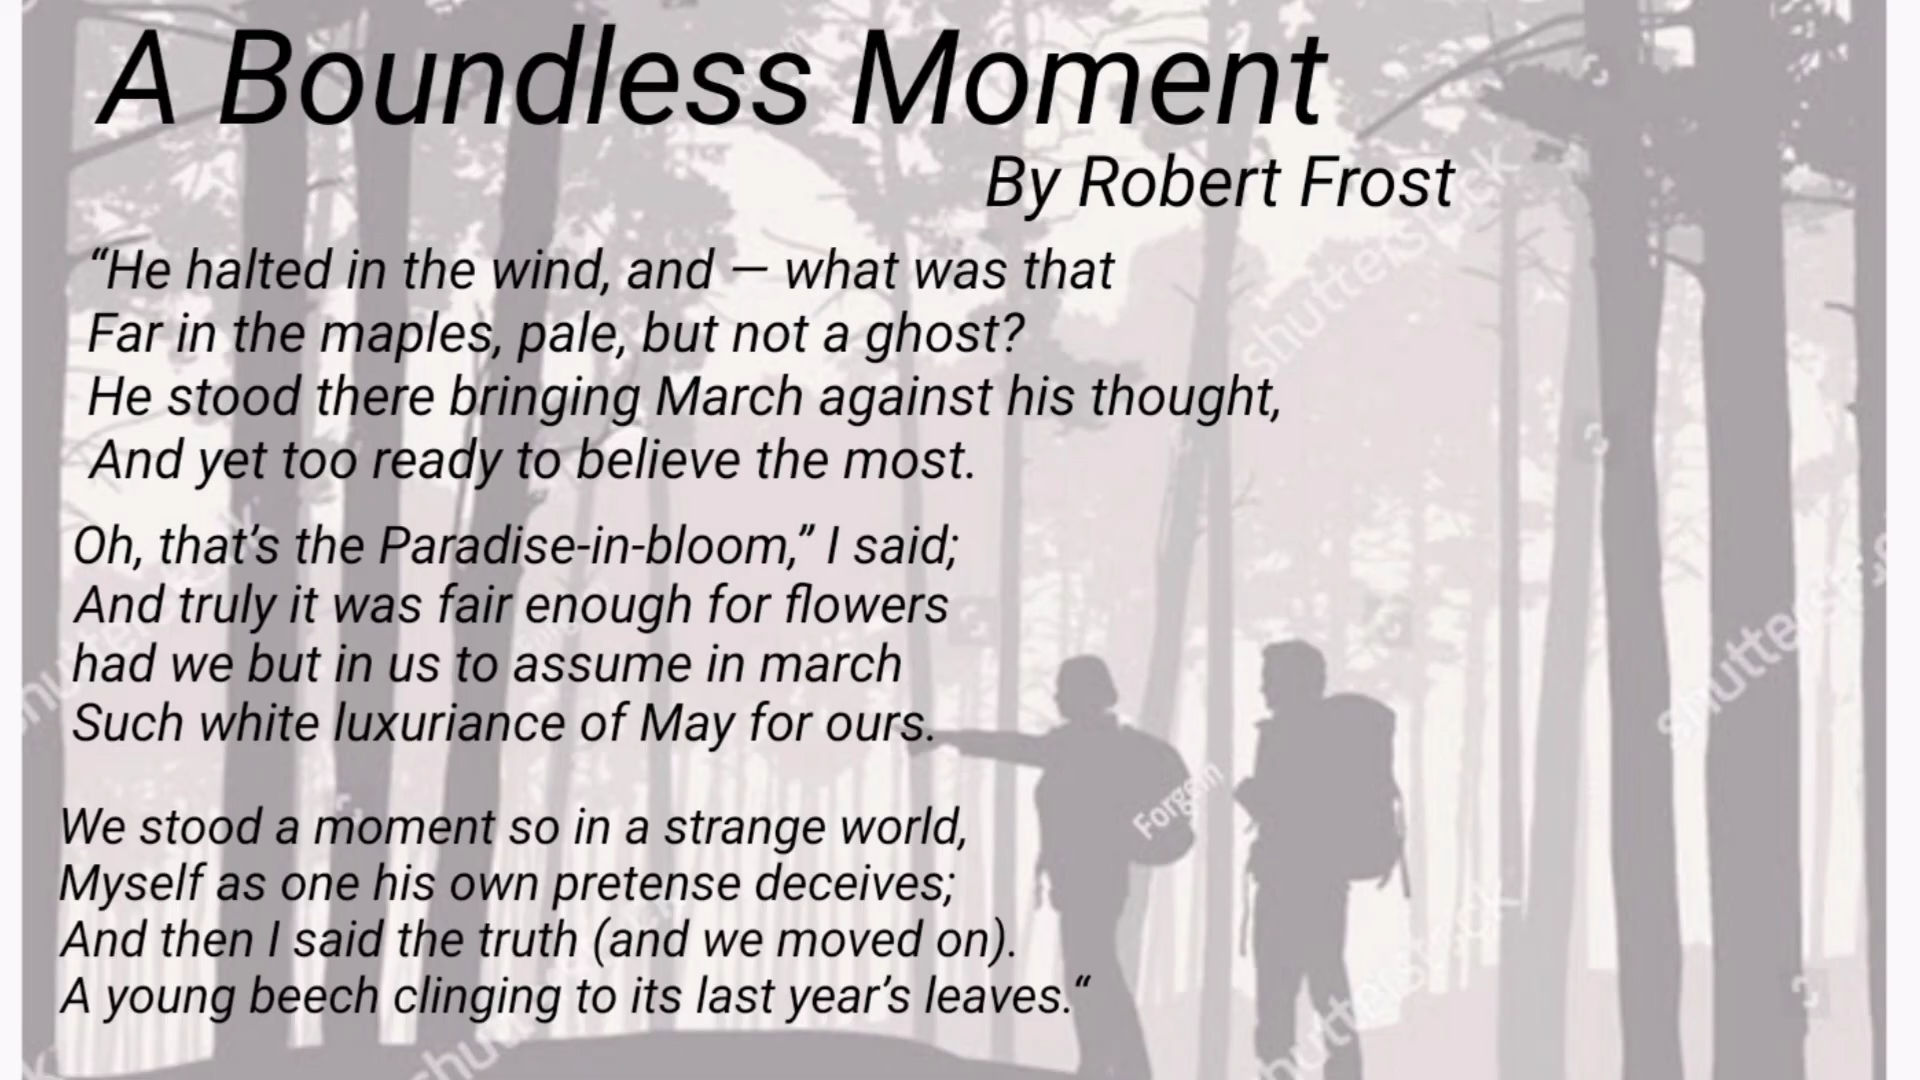 A Boundless Moment
By Robert Frost
“He halted in the wind, and — what was that
Far in the maples, pale, but not a ghost?
He stood there bringing March against his thought,
And yet too ready to believe the most.
Oh, that’s the Paradise-in-bloom,” I said;
And truly it was fair enough for flowers
had we but in us to assume in march
Such white luxuriance of May for ours.
We stood a moment so in a strange world,
Myself as one his own pretense deceives;
And then I said the truth (and we moved on).
A young beech clinging to its last year’s leaves.“
shutterstock
shutterstock
shutterstock